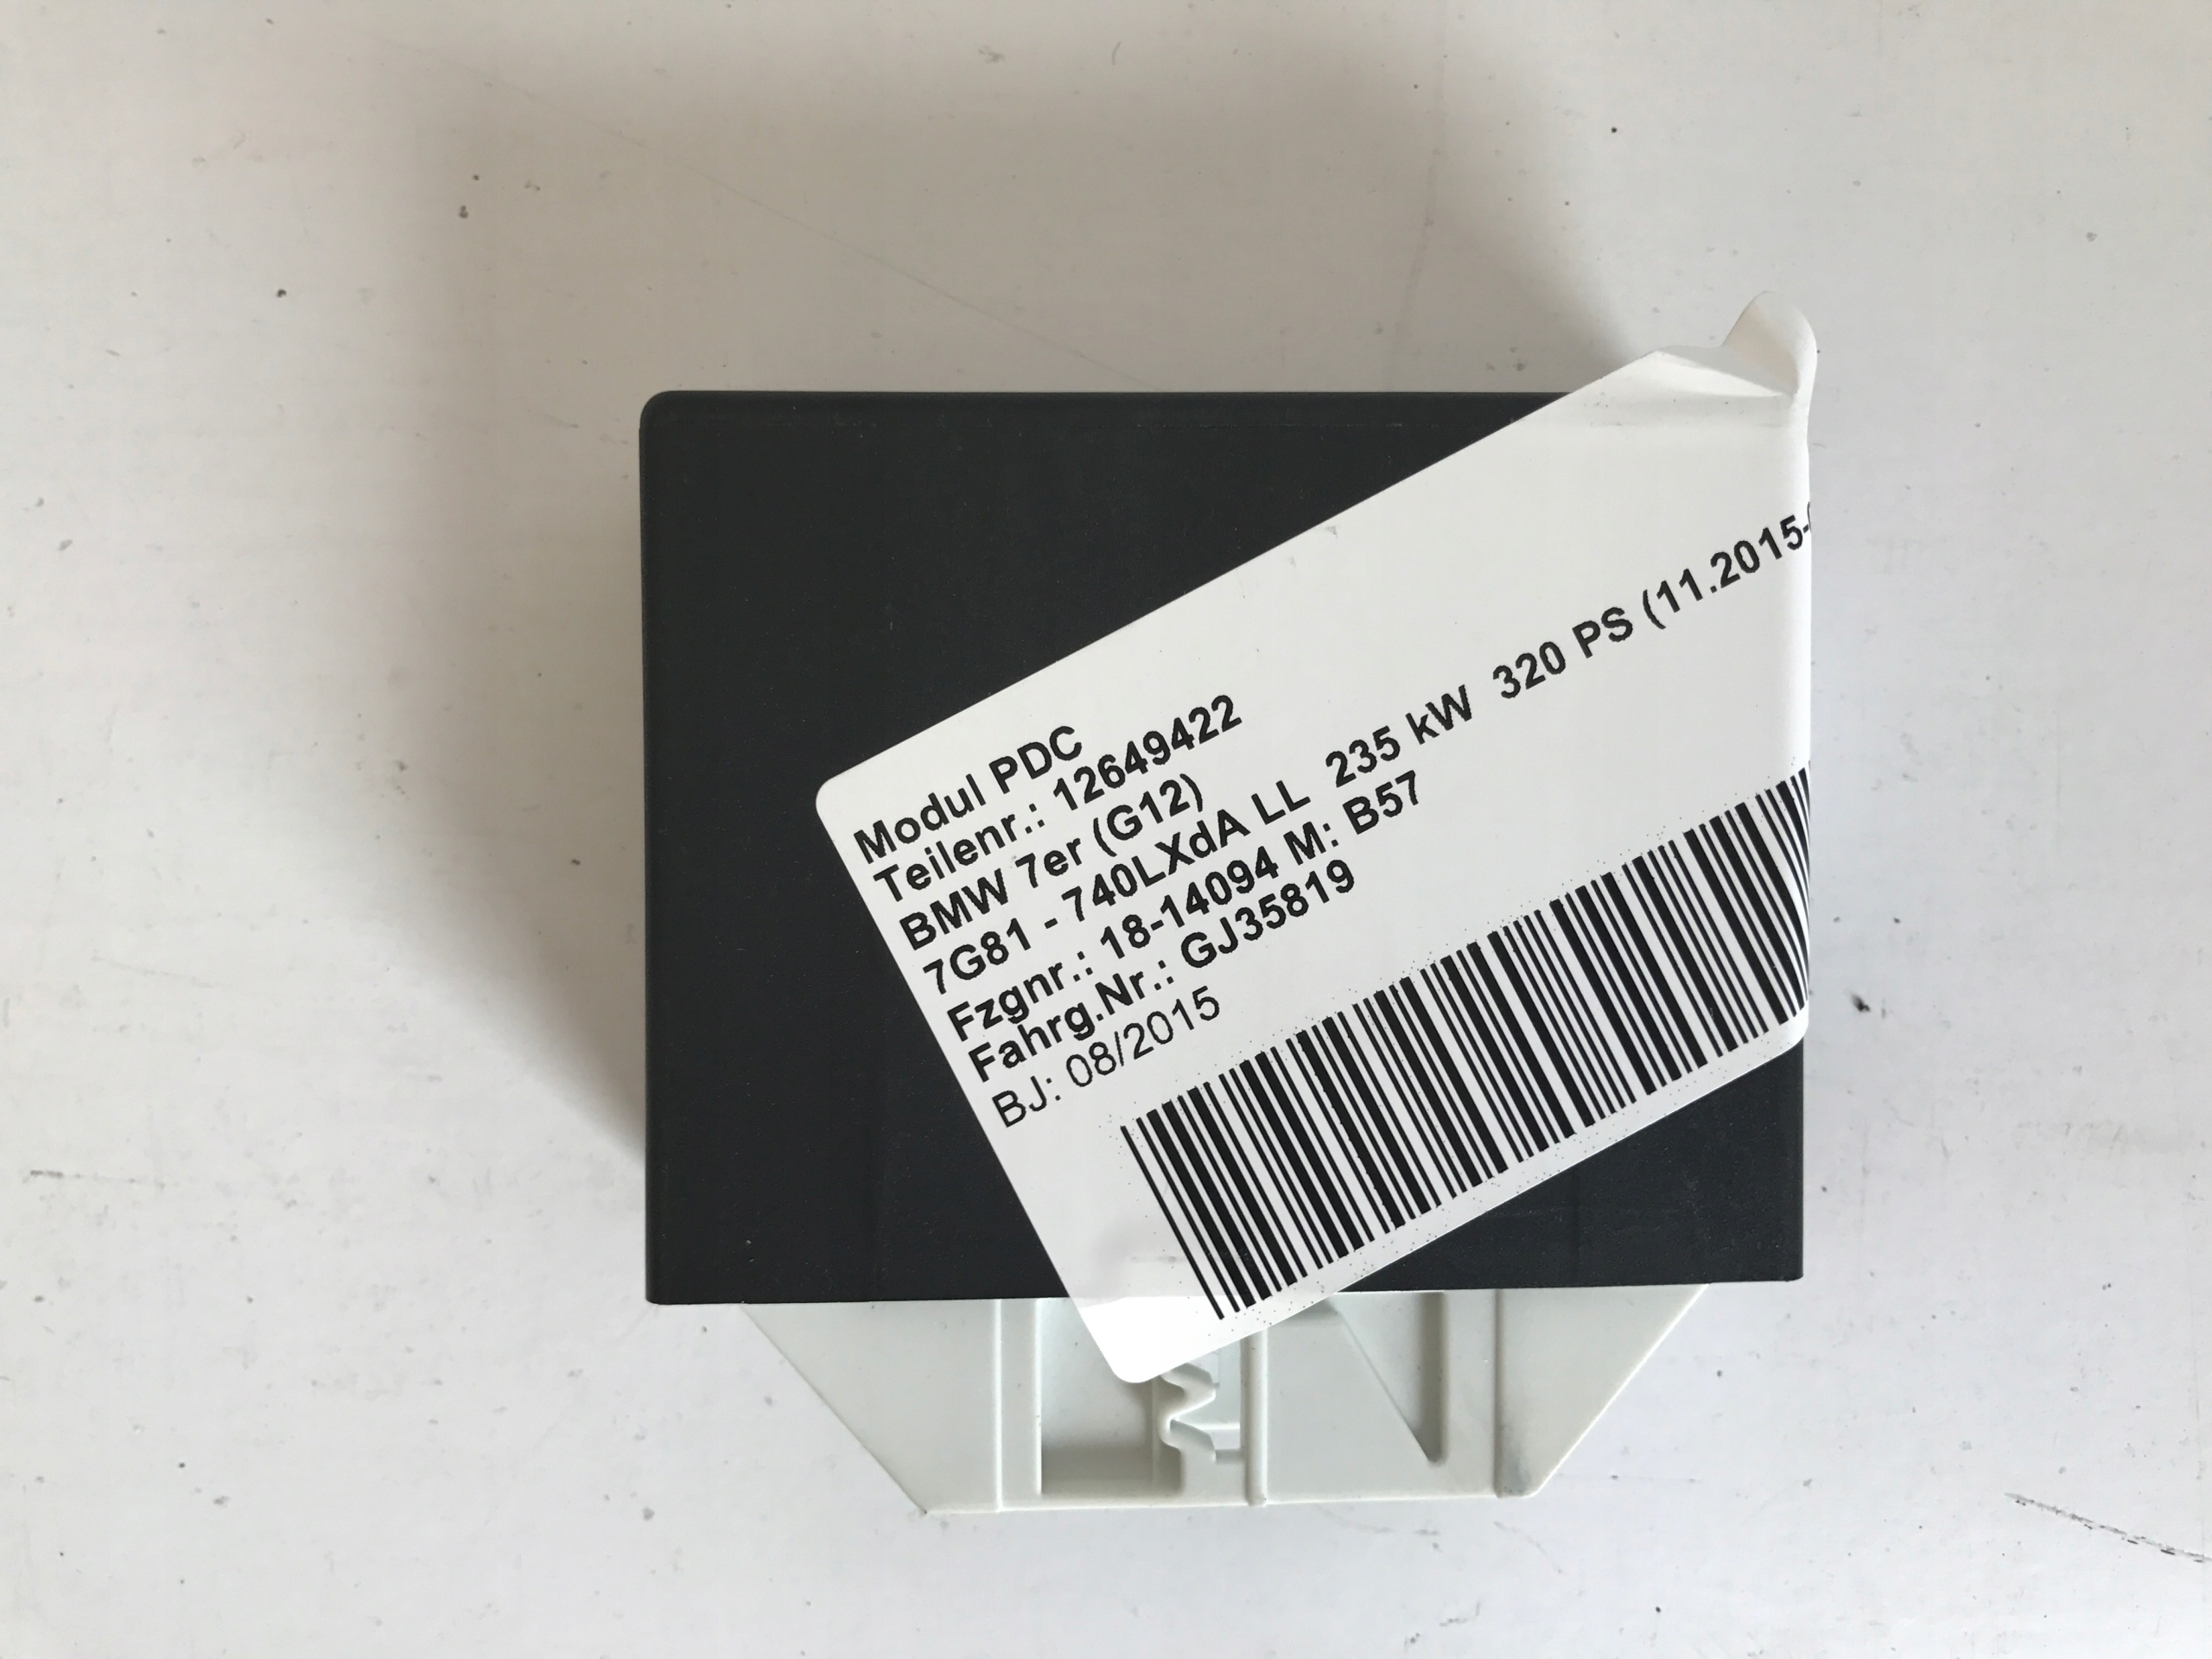 Modul PDC
Teilenr.: 12649422
BMW 7er (G12)
7G81 - 740LXdA LL 235 kW 320 PS (11.2015-
Fzgnr.: 18-14094 M: B57
Fahrg.Nr.: GJ35819
BJ: 08/2015